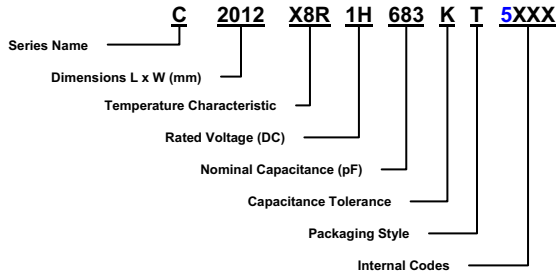 C 2012 X8R 1H 683 K T 5XXX
Series Name
Dimensions L x W (mm)
Temperature Characteristic
Rated Voltage (DC)
Nominal Capacitance (pF)
Capacitance Tolerance
Packaging Style
Internal Codes